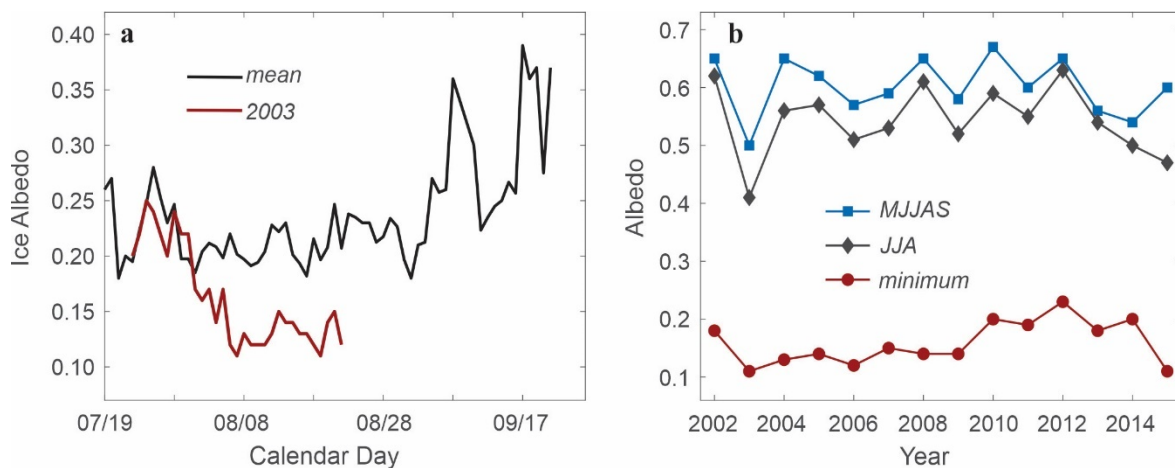 a
mean
2003
0.40
0.35
0.30
0.25
0.20
0.15
0.10
Ice Albedo
07/19 08/08 08/28 09/17
Calendar Day
b
0.7
0.6
0.5
0.4
0.3
0.2
0.1
Albedo
MJJAS
JJA
minimum
2002 2004 2006 2008 2010 2012 2014
Year